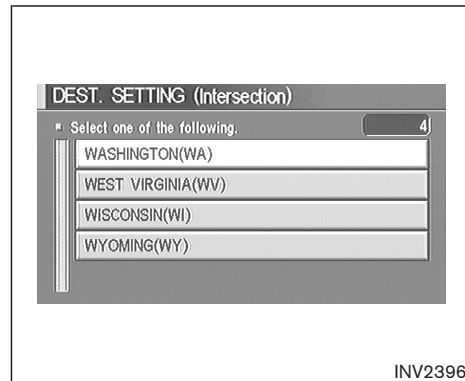 DEST. SETTING (Intersection)
Select one of the following.
4
WASHINGTON(WA)
WEST VIRGINIA(WV)
WISCONSIN(WI)
WYOMING(WY)
INV2396